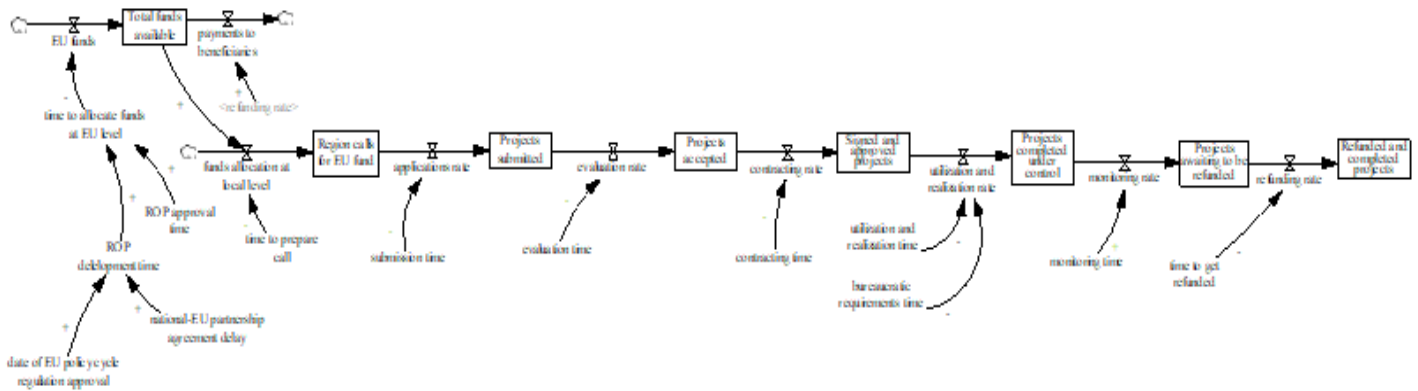 Total funds
available
EU funds
payments to
beneficiaries
<refunding rate>
time to allocate funds
at EU level
funds allocation at
local level
Region calls
for EU fund
applications rate
Projects
submitted
evaluation rate
Projects
accepted
contracting rate
Signed and
approved
projects
utilization and
realization rate
Projects
completed
under
control
monitoring rate
Projects
awaiting to be
refunded
refunding rate
Refunded and
completed
projects
ROP approval
time
time to prepare
call
submission time
evaluation time
contracting time
utilization and
realization time
bureaucratic
requirements time
monitoring time
time to get
refunded
ROP
delelopment time
national-EU partnership
agreement delay
date of EU policy cycle
regulation approval